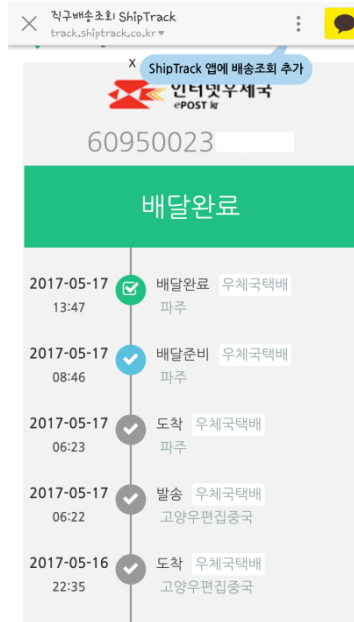 직구배송조회 ShipTrack
track.shiptrack.co.kr
x
ShipTrack 앱에 배송조회 추가
인터넷우체국
ePOST kr
60950023
배달완료
2017-05-17 배달완료 우체국택배
13:47 파주
2017-05-17 배달준비 우체국택배
08:46 파주
2017-05-17 도착 우체국택배
06:23 파주
2017-05-17 발송 우체국택배
06:22 고양우편집중국
2017-05-16 도착 우체국택배
22:35 고양우편집중국